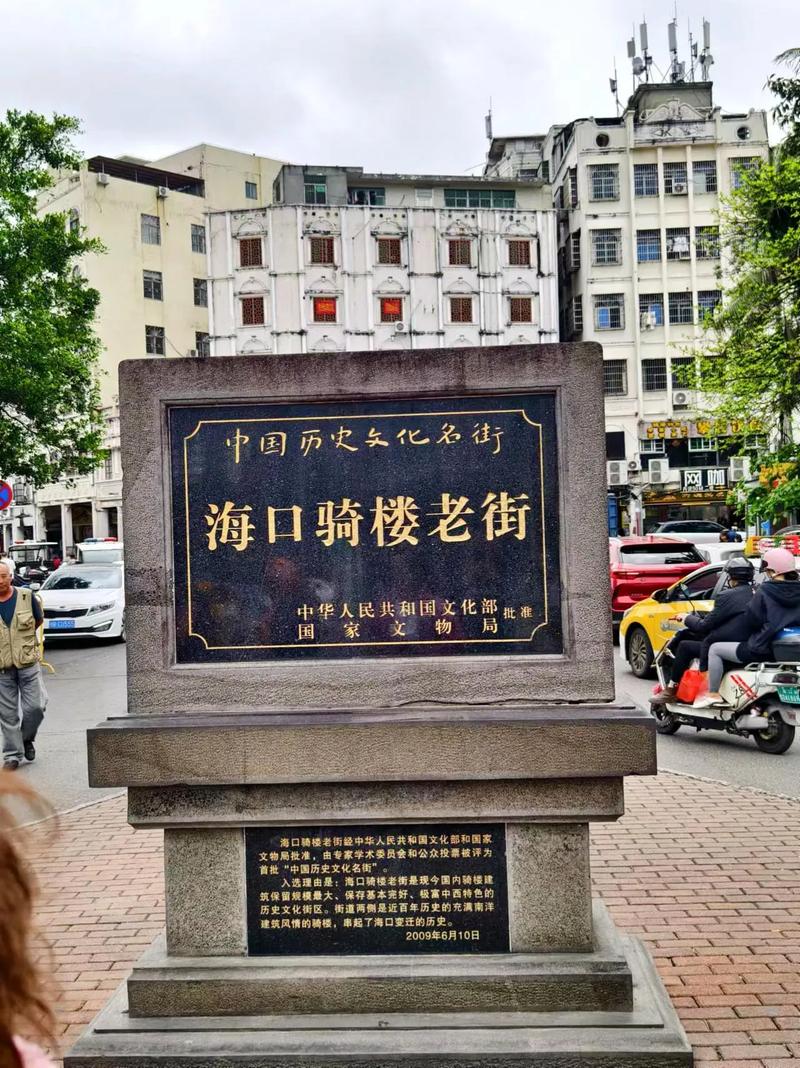 中国历史文化名街
海口骑楼老街
中华人民共和国文化部
国家文物局
批准
海口骑楼老街经中华人民共和国文化部和国家
文物局批准，由专家学术委员会和公众投票被评为
首批“中国历史文化名街”。
入选理由是：海口骑楼老街是现今国内骑楼建
筑保留规模最大、保存基本完好、极富中西特色的
历史文化街区。街道两侧是近百年历史的充满南洋
建筑风情的骑楼，串起了海口变迁的历史。
2009年6月10日
网咖